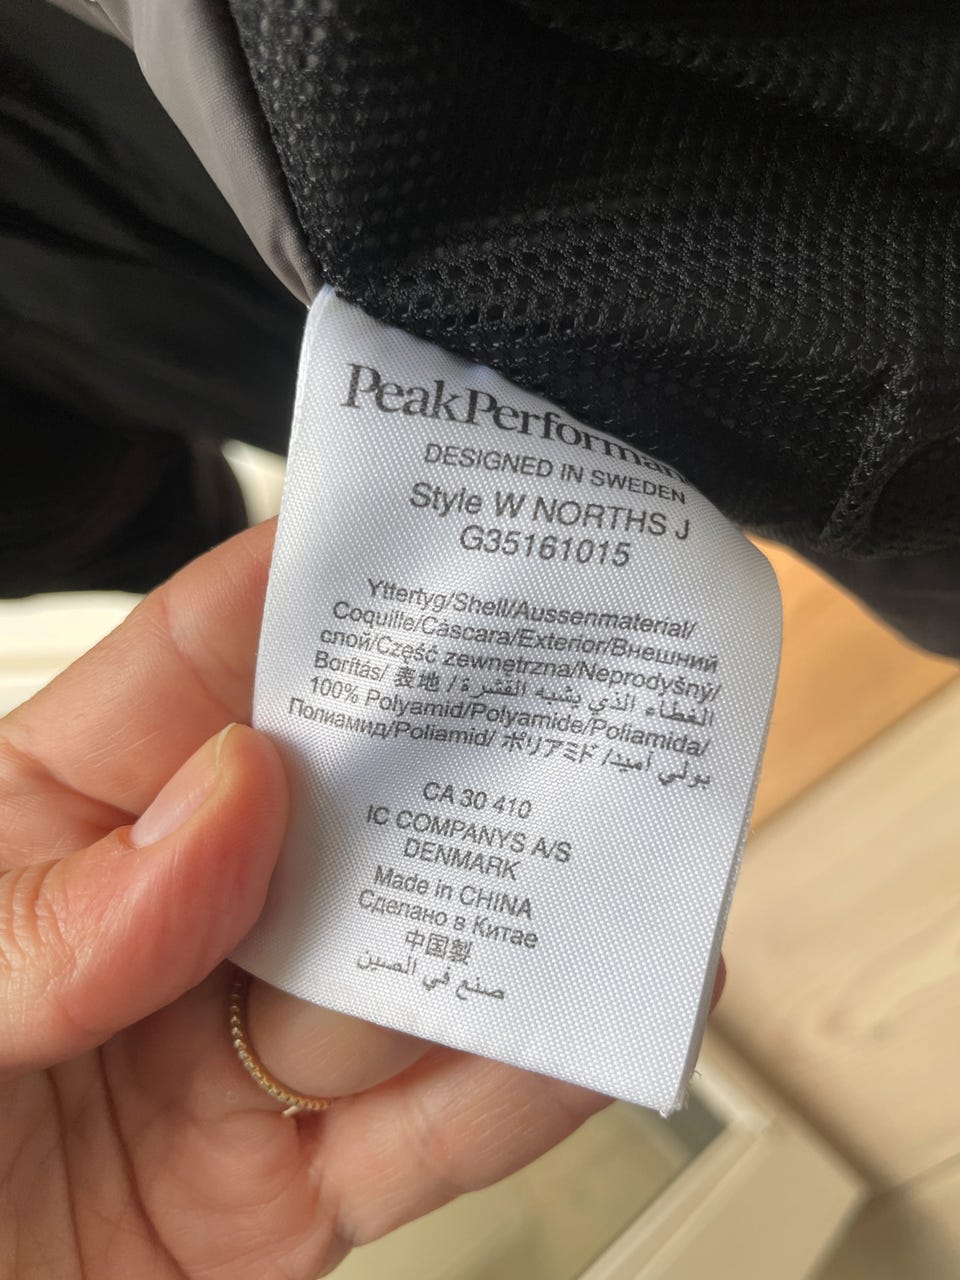 PeakPerforman
DESIGNED IN SWEDEN
Style W NORTHS J
G35161015
Yttertyg/Shell/Aussenmaterial/
Coquille/Cáscara/Exterior/Внешний
слой/Część zewnętrzna/Neprodyšný/
Borítás/ 表地 / الغطاء الذي يشبه القشرة
100% Polyamid/Polyamide/Poliamida/
Полиамид/Poliamid/ ポリアミド /بولي أميد
CA 30 410
IC COMPANYS A/S
DENMARK
Made in CHINA
Сделано в Китае
中国製
صنع في الصين